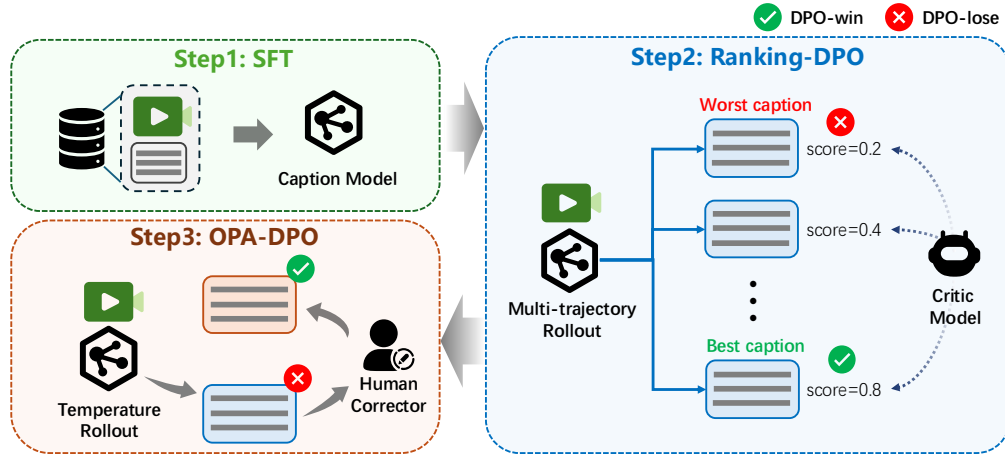 DPO-win
DPO-lose
Step1: SFT
Caption Model
Step2: Ranking-DPO
Worst caption
score=0.2
score=0.4
Multi-trajectory
Rollout
Critic
Model
Best caption
score=0.8
Step3: OPA-DPO
Temperature
Rollout
Human
Corrector